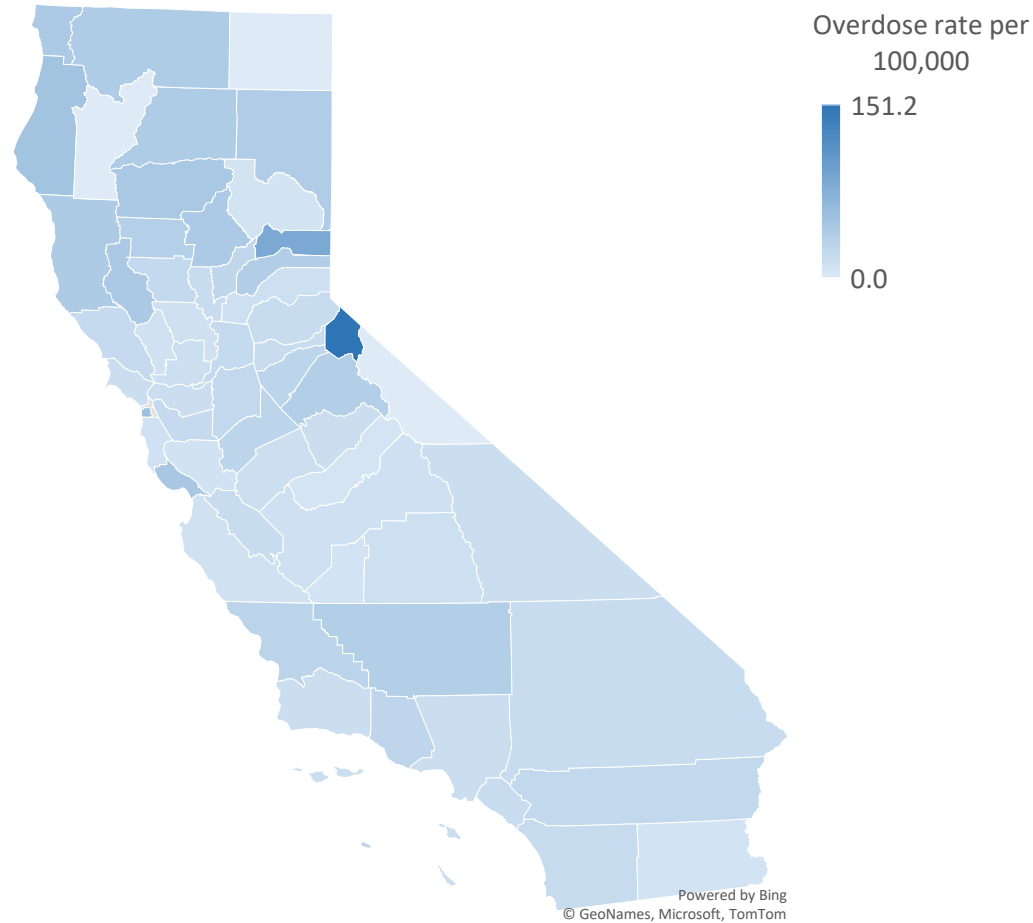 Overdose rate per
100,000
151.2
0.0
Powered by Bing
© GeoNames, Microsoft, TomTom